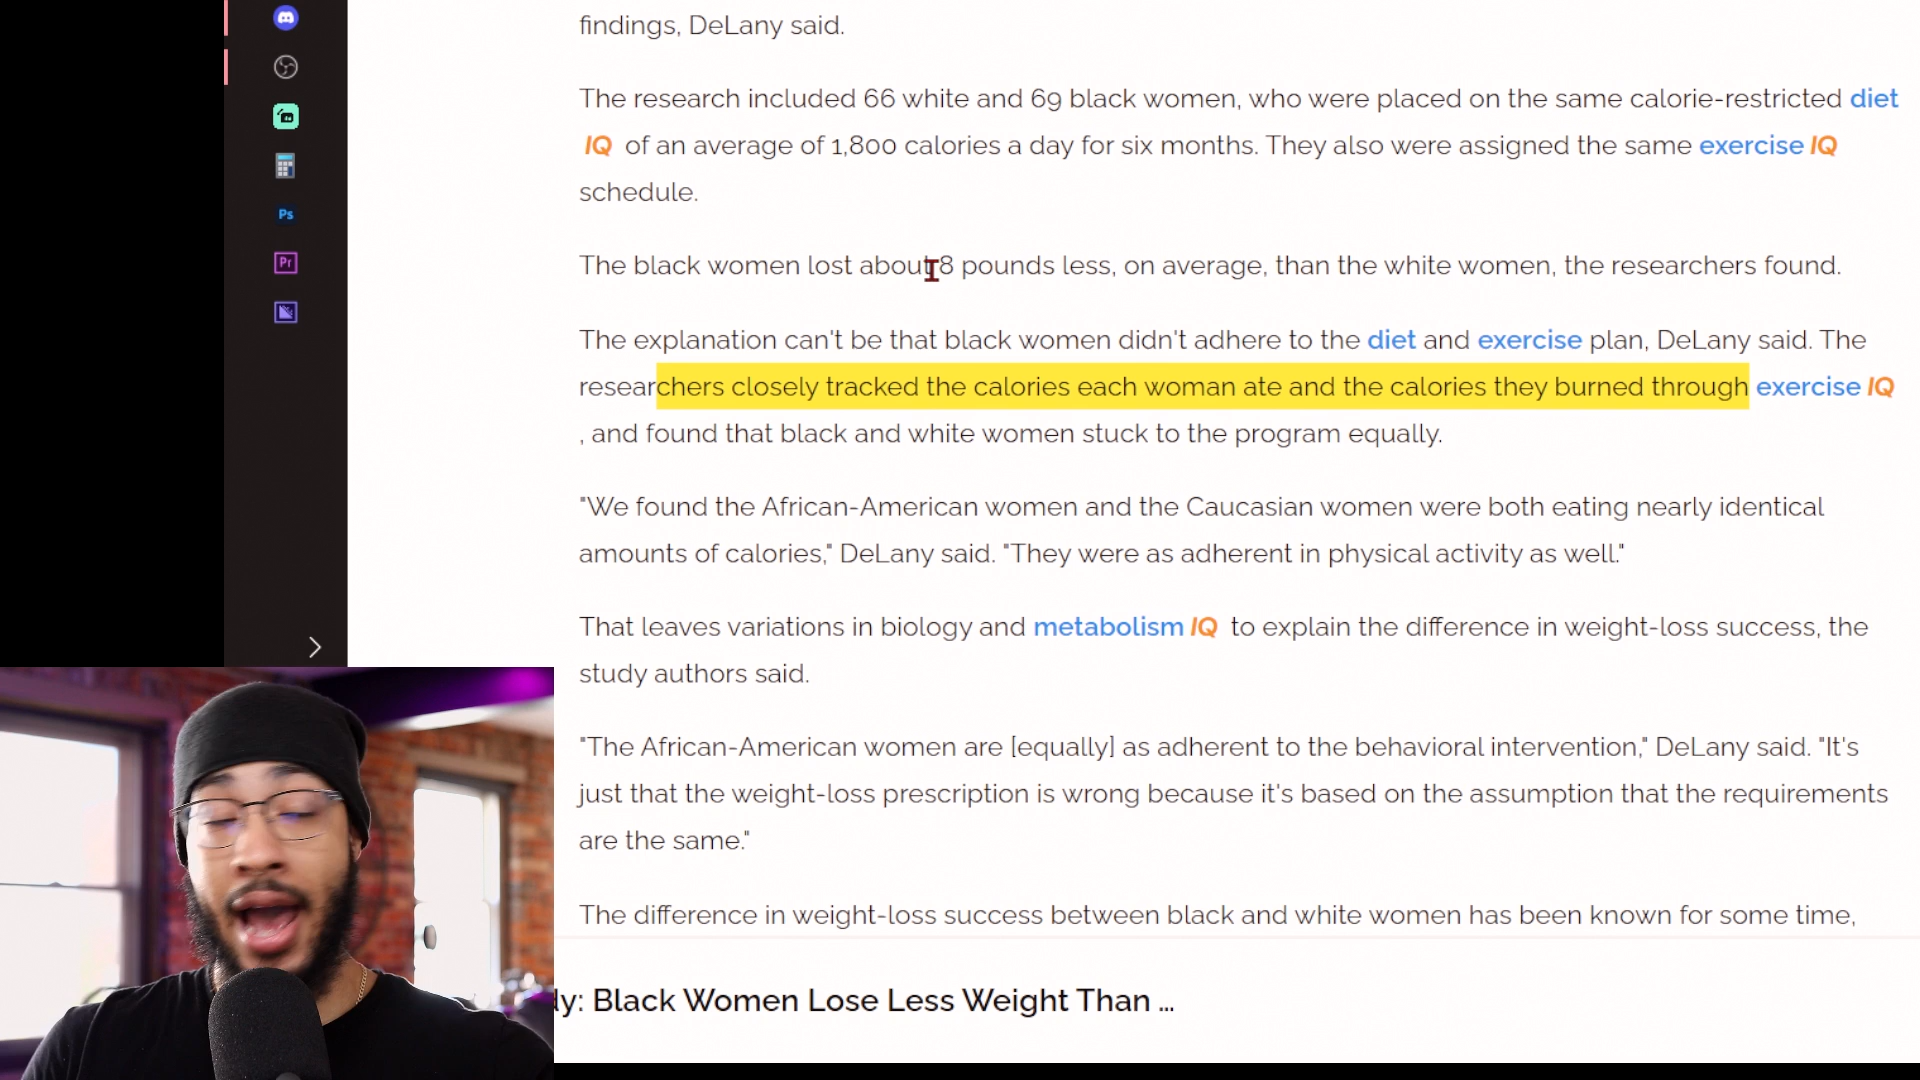 findings, DeLany said.
The research included 66 white and 69 black women, who were placed on the same calorie-restricted diet
IQ of an average of 1,800 calories a day for six months. They also were assigned the same exercise IQ
schedule.
The black women lost about 8 pounds less, on average, than the white women, the researchers found.
The explanation can't be that black women didn't adhere to the diet and exercise plan, DeLany said. The
researchers closely tracked the calories each woman ate and the calories they burned through exercise IQ
, and found that black and white women stuck to the program equally.
"We found the African-American women and the Caucasian women were both eating nearly identical
amounts of calories," DeLany said. "They were as adherent in physical activity as well."
That leaves variations in biology and metabolism IQ to explain the difference in weight-loss success, the
study authors said.
"The African-American women are [equally] as adherent to the behavioral intervention," DeLany said. "It's
just that the weight-loss prescription is wrong because it's based on the assumption that the requirements
are the same."
The difference in weight-loss success between black and white women has been known for some time,
dy: Black Women Lose Less Weight Than ...
Ps
Pr